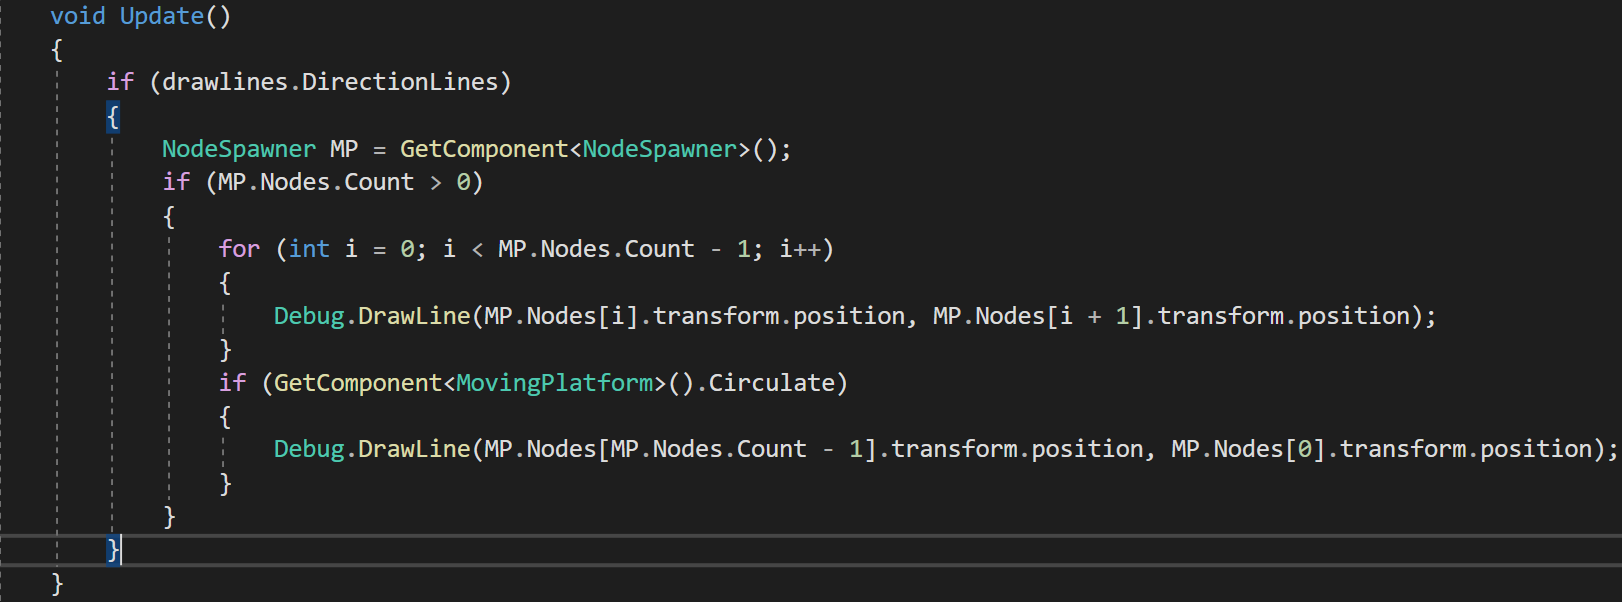 void Update()
{
if (drawlines.DirectionLines)
{
NodeSpawner MP = GetComponent<NodeSpawner>();
if (MP.Nodes.Count > 0)
{
for (int i = 0; i < MP.Nodes.Count - 1; i++)
{
Debug.DrawLine(MP.Nodes[i].transform.position, MP.Nodes[i + 1].transform.position);
}
if (GetComponent<MovingPlatform>().Circulate)
{
Debug.DrawLine(MP.Nodes[MP.Nodes.Count - 1].transform.position, MP.Nodes[0].transform.position);
}
}
}
}